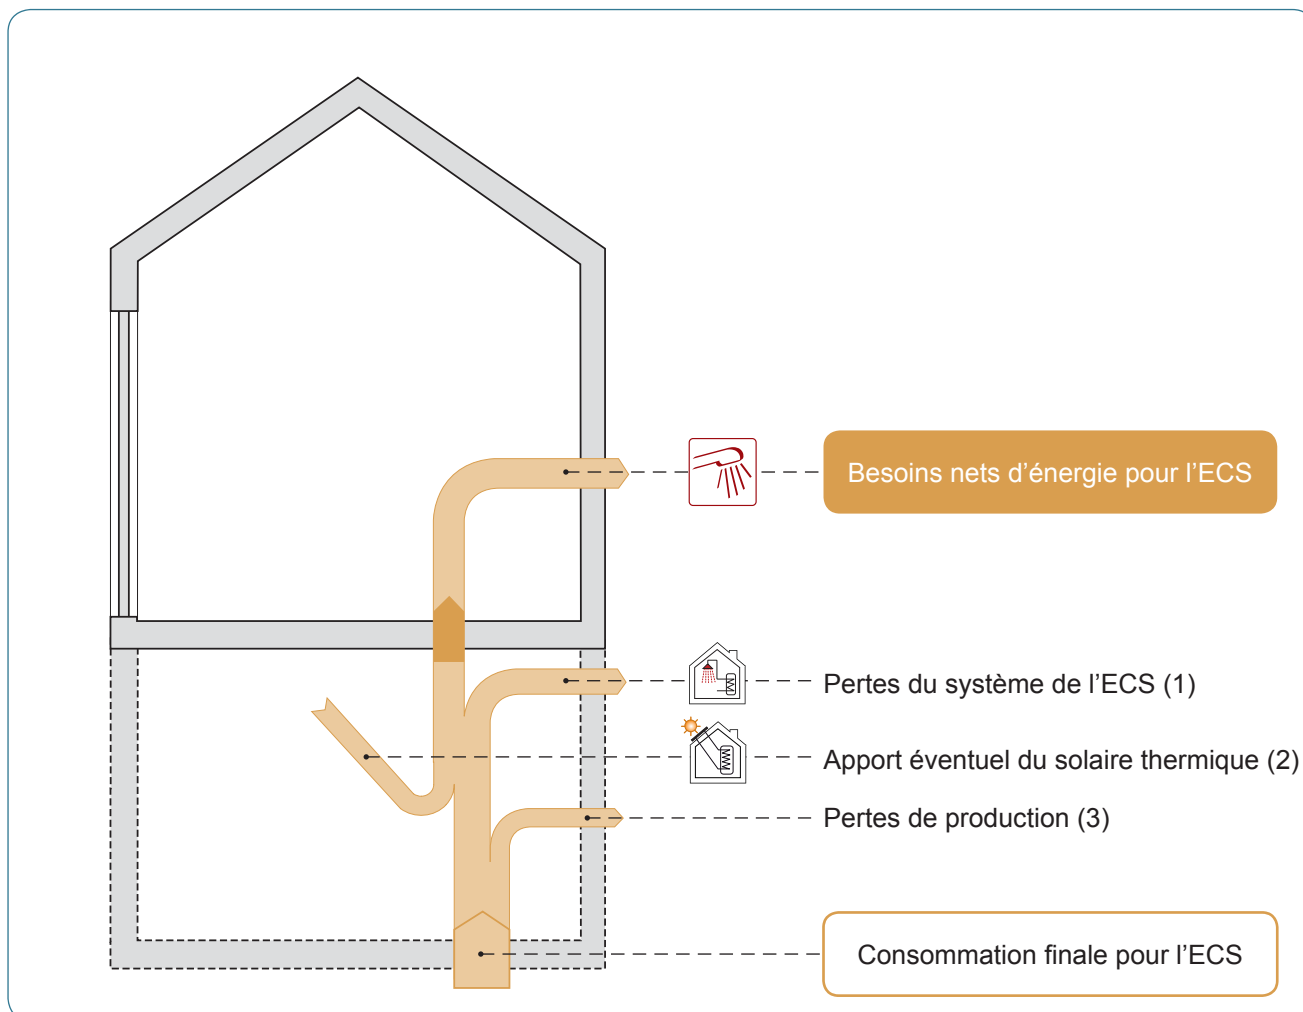 Besoins nets d’énergie pour l’ECS
Pertes du système de l’ECS (1)
Apport éventuel du solaire thermique (2)
Pertes de production (3)
Consommation finale pour l’ECS